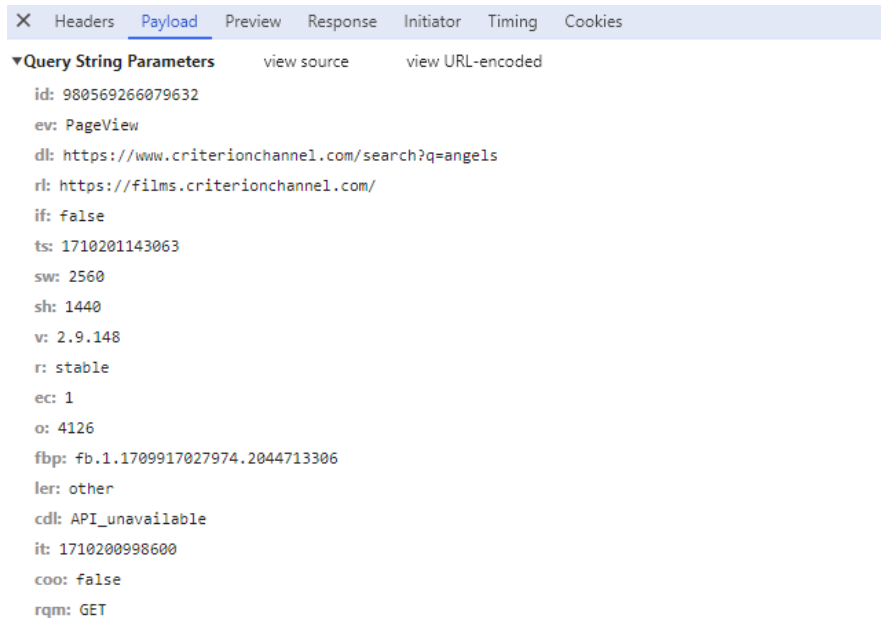 Headers Payload Preview Response Initiator Timing Cookies
Query String Parameters view source view URL-encoded
id: 980569266079632
ev: PageView
dl: https://www.criterionchannel.com/search?q=angels
rl: https://films.criterionchannel.com/
if: false
ts: 1710201143063
sw: 2560
sh: 1440
v: 2.9.148
r: stable
ec: 1
o: 4126
fbp: fb.1.1709917027974.2044713306
ler: other
cdl: API_unavailable
it: 1710200998600
coo: false
rqm: GET